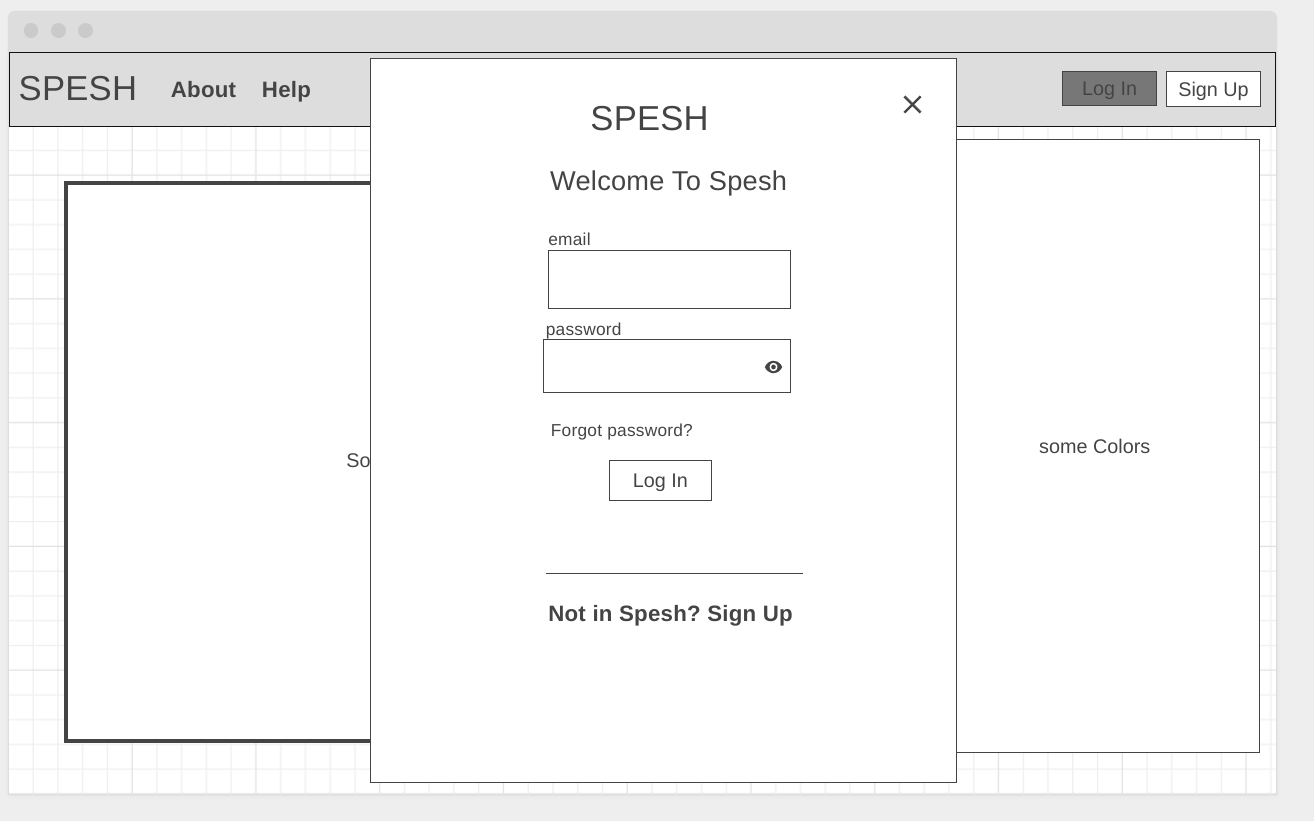 SPESH About Help Log In Sign Up
SPESH
Welcome To Spesh
email
password
Forgot password?
Log In
Not in Spesh? Sign Up
So
some Colors